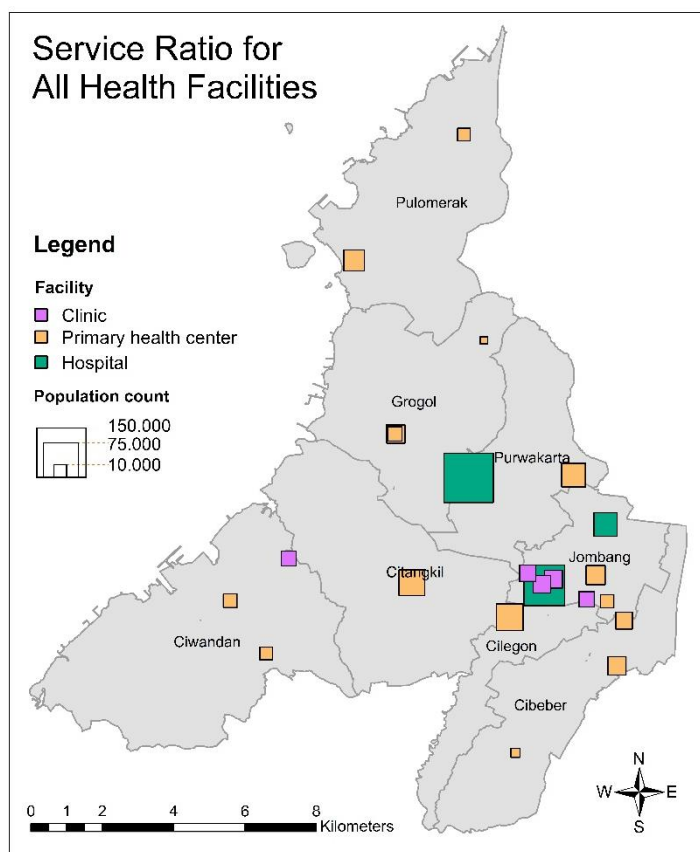 Service Ratio for
All Health Facilities
Pulomerak
Legend
Facility
Clinic
Primary health center
Hospital
Population count
150.000
75.000
10.000
Grogol
Purwakarta
Jombang
Citangkil
Ciwandan
Cilegon
Cibeber
N
W E
S
0 1 2 4 6 8
Kilometers